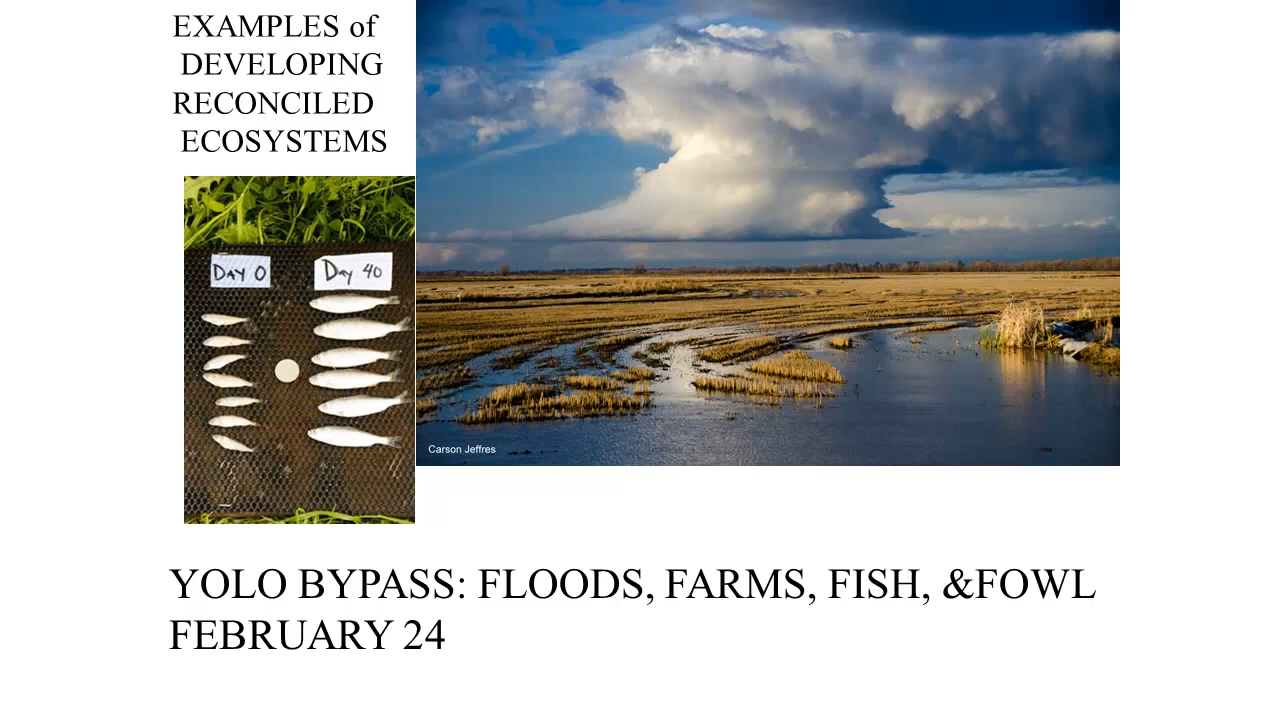 EXAMPLES of
DEVELOPING
RECONCILED
ECOSYSTEMS
DAY 0
DAY 40
Carson Jeffres
YOLO BYPASS: FLOODS, FARMS, FISH, &FOWL
FEBRUARY 24